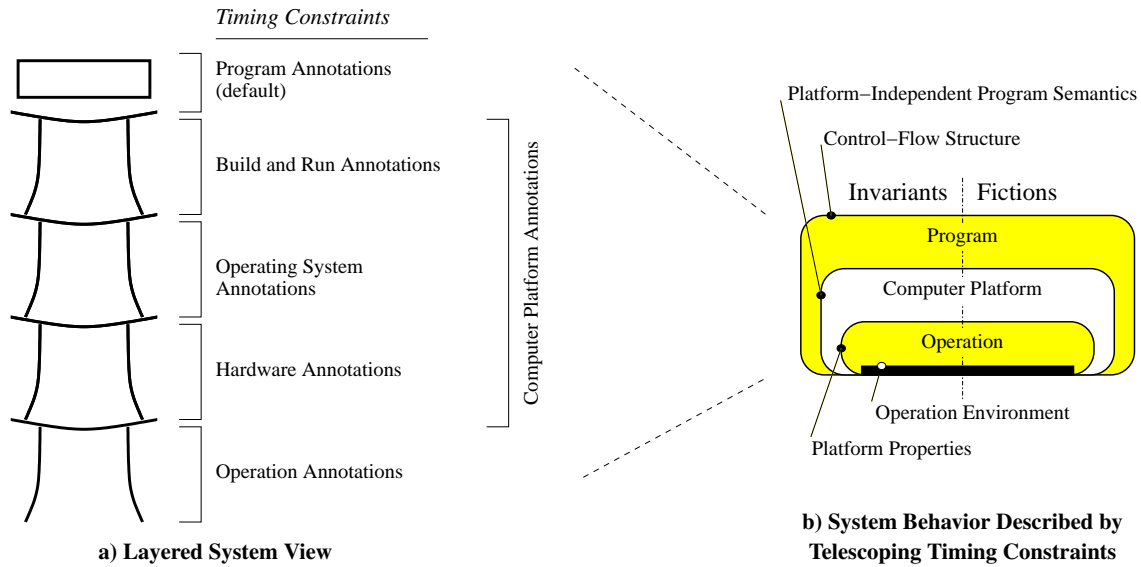 Timing Constraints
Program Annotations
(default)
Build and Run Annotations
Operating System
Annotations
Hardware Annotations
Operation Annotations
Computer Platform Annotations
a) Layered System View
Platform−Independent Program Semantics
Control−Flow Structure
Invariants
Fictions
Program
Computer Platform
Operation
Operation Environment
Platform Properties
b) System Behavior Described by
Telescoping Timing Constraints